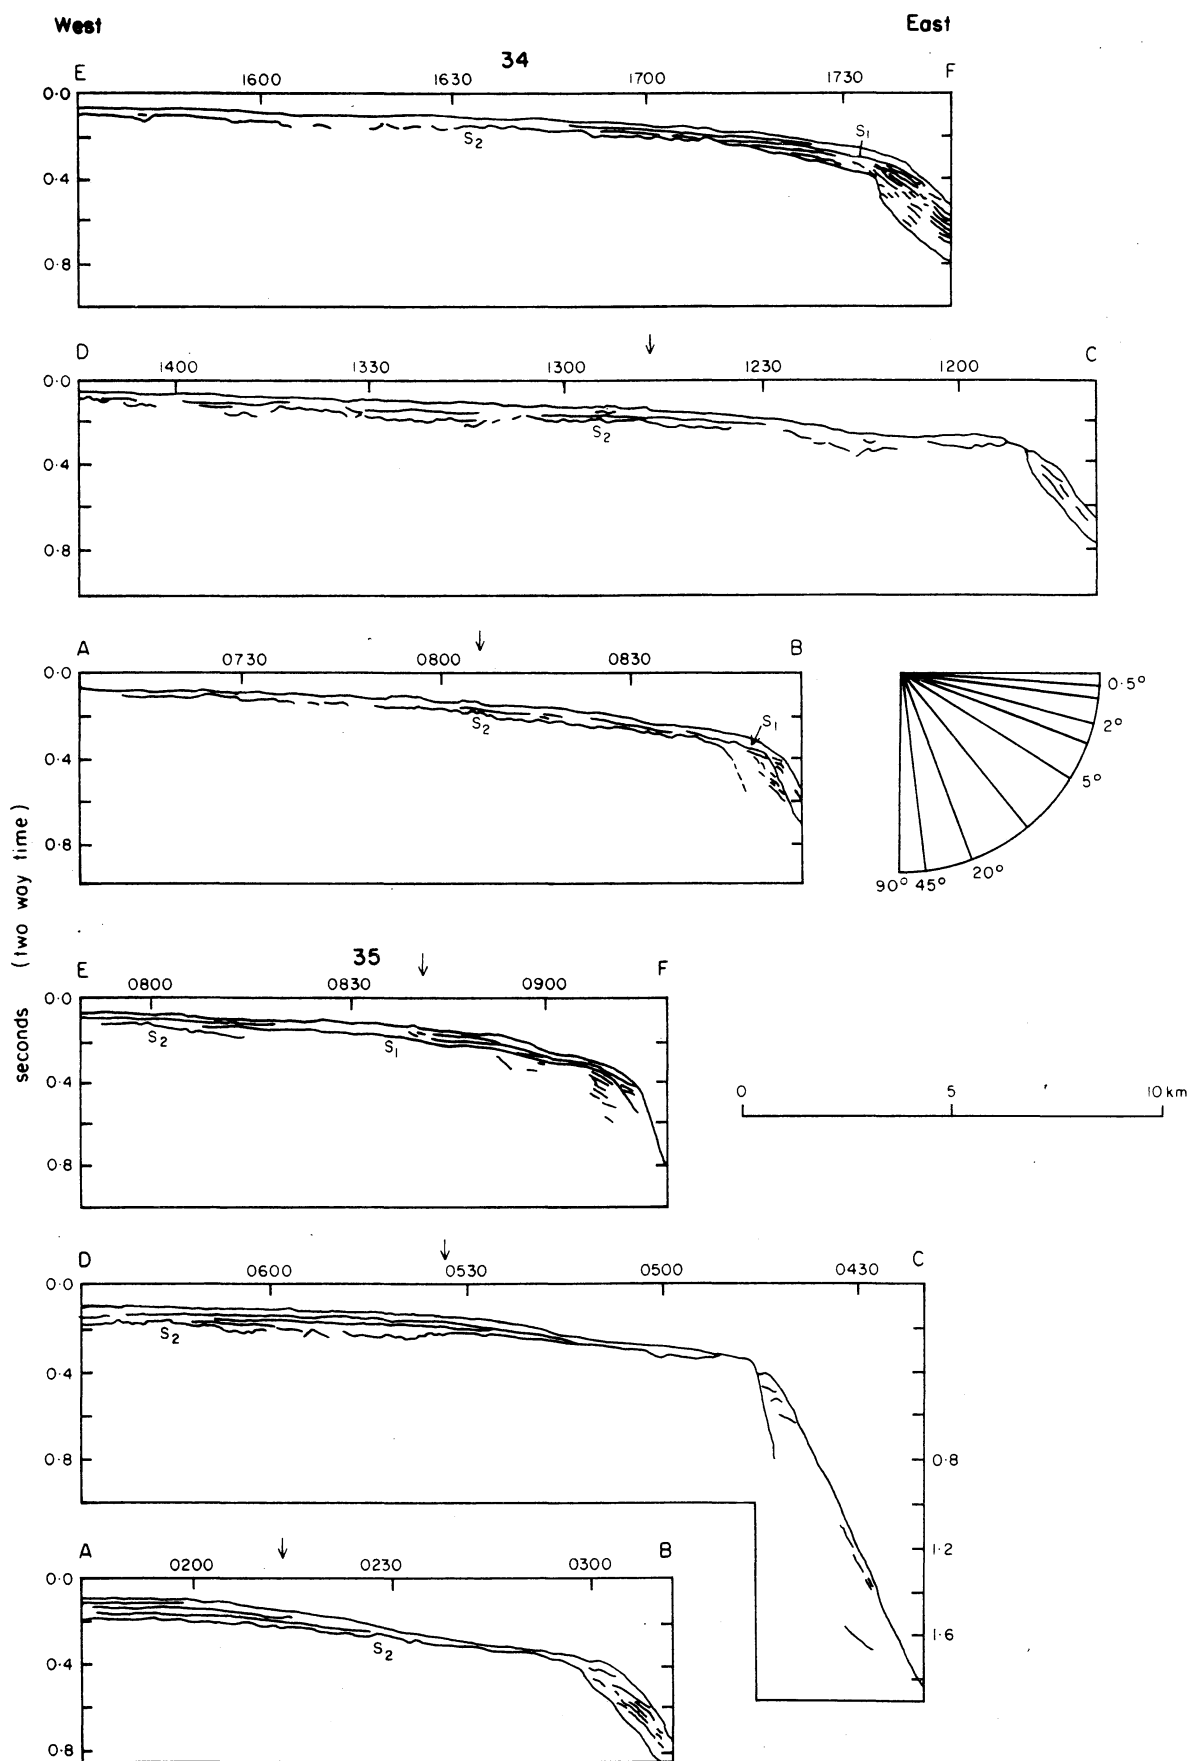 West East
34
E 1600 1630 1700 1730 F
0·0
S1
S2
0·4
0·8
D 1400 1330 1300 1230 1200 C
0·0
S2
0·4
0·8
A 0730 0800 0830 B
0·0
0·5°
S2 S1
2°
0·4
5°
0·8
90° 45° 20°
seconds (two way time)
35
E 0800 0830 0900 F
0·0
S2 S1
0·4
0 5 10 km
0·8
D 0600 0530 0500 0430 C
0·0
S2
0·4
0·8 0·8
1·2
A 0200 0230 0300 B
0·0
1·6
S2
0·4
0·8